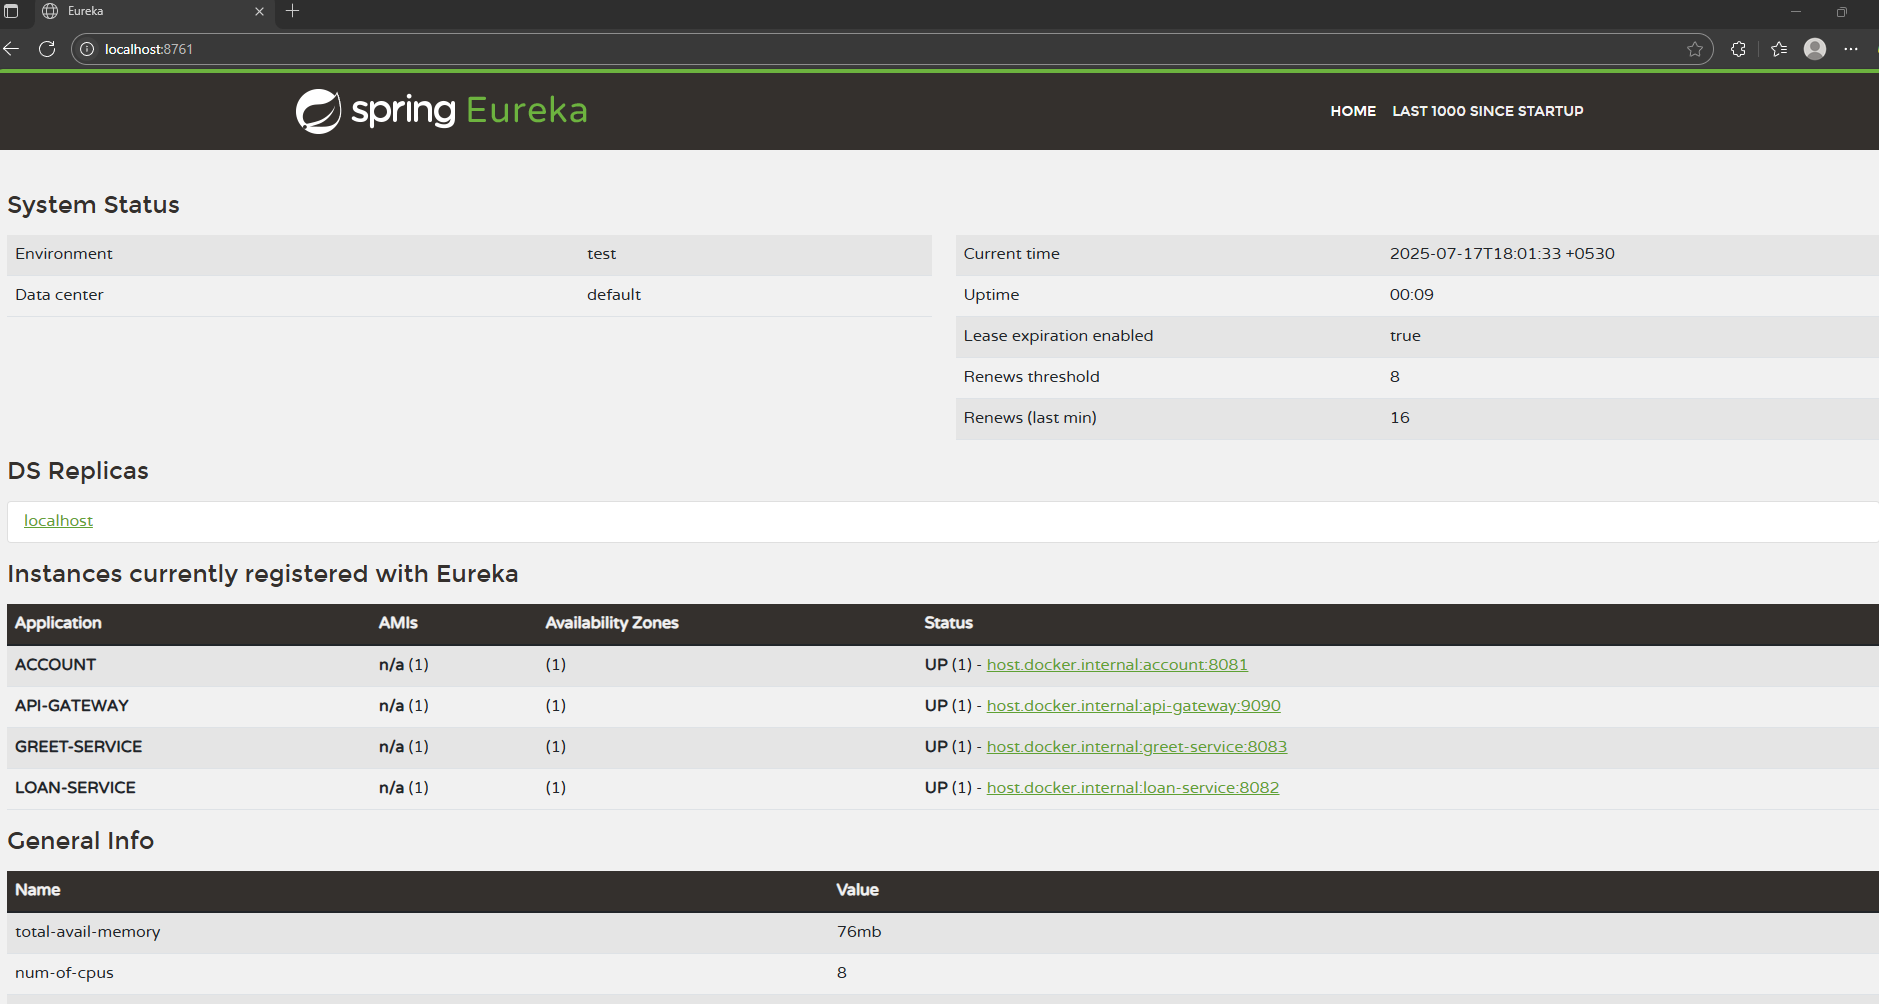 Eureka
localhost:8761
spring Eureka
HOME LAST 1000 SINCE STARTUP
System Status
Environment test
Data center default
Current time 2025-07-17T18:01:33 +0530
Uptime 00:09
Lease expiration enabled true
Renews threshold 8
Renews (last min) 16
DS Replicas
localhost
Instances currently registered with Eureka
Application AMIs Availability Zones Status
ACCOUNT n/a (1) (1) UP (1) - host.docker.internal:account:8081
API-GATEWAY n/a (1) (1) UP (1) - host.docker.internal:api-gateway:9090
GREET-SERVICE n/a (1) (1) UP (1) - host.docker.internal:greet-service:8083
LOAN-SERVICE n/a (1) (1) UP (1) - host.docker.internal:loan-service:8082
General Info
Name Value
total-avail-memory 76mb
num-of-cpus 8